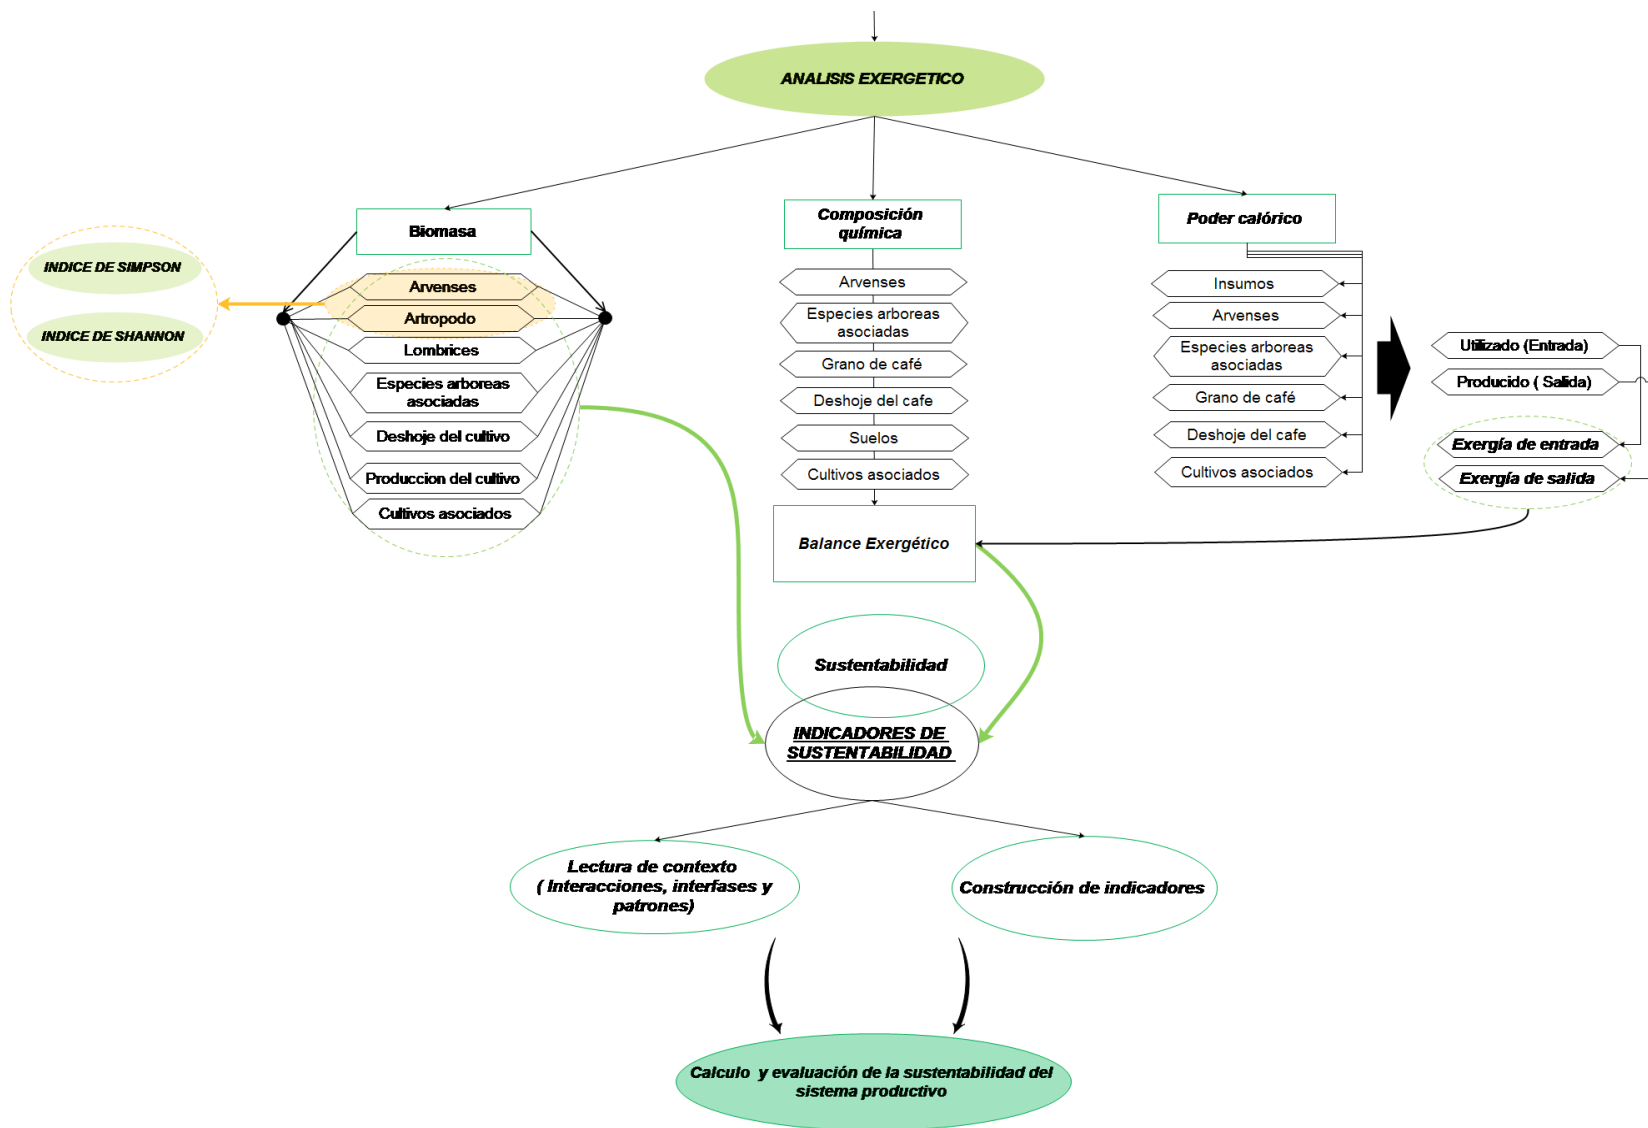 ANALISIS EXERGETICO
Biomasa
Arvenses
Artropodo
Lombrices
Especies arboreas
asociadas
Deshoje del cultivo
Produccion del cultivo
Cultivos asociados
INDICE DE SIMPSON
INDICE DE SHANNON
Composición
química
Arvenses
Especies arboreas
asociadas
Grano de café
Deshoje del cafe
Suelos
Cultivos asociados
Balance Exergético
Poder calórico
Insumos
Arvenses
Especies arboreas
asociadas
Grano de café
Deshoje del cafe
Cultivos asociados
Utilizado (Entrada)
Producido ( Salida)
Exergía de entrada
Exergía de salida
Sustentabilidad
INDICADORES DE
SUSTENTABILIDAD
Lectura de contexto
( Interacciones, interfases y
patrones)
Construcción de indicadores
Calculo y evaluación de la sustentabilidad del
sistema productivo